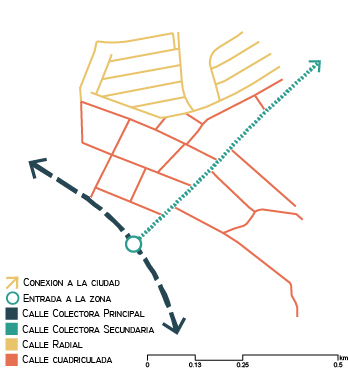 Conexion a la ciudad
Entrada a la zona
Calle Colectora Principal
Calle Colectora Secundaria
Calle Radial
Calle cuadriculada
km
0 0.13 0.25 0.5